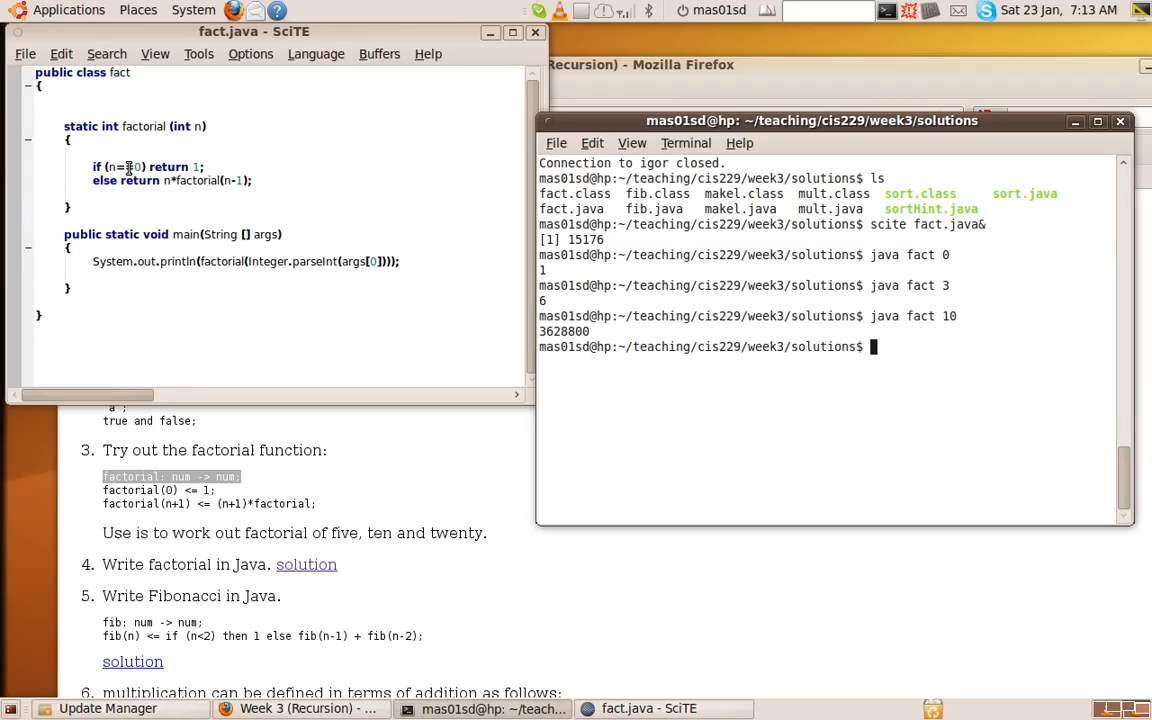 Applications Places System
mas01sd
Sat 23 Jan, 7:13 AM
fact.java - SciTE
File Edit Search View Tools Options Language Buffers Help
public class fact
{
static int factorial (int n)
{
if (n==0) return 1;
else return n*factorial(n-1);
}
public static void main(String [] args)
{
System.out.println(factorial(Integer.parseInt(args[0])));
}
}
Recursion) - Mozilla Firefox
mas01sd@hp: ~/teaching/cis229/week3/solutions
File Edit View Terminal Help
Connection to igor closed.
mas01sd@hp:~/teaching/cis229/week3/solutions$ ls
fact.class fib.class makel.class mult.class sort.class sort.java
fact.java fib.java makel.java mult.java sortHint.java
mas01sd@hp:~/teaching/cis229/week3/solutions$ scite fact.java&
[1] 15176
mas01sd@hp:~/teaching/cis229/week3/solutions$ java fact 0
1
mas01sd@hp:~/teaching/cis229/week3/solutions$ java fact 3
6
mas01sd@hp:~/teaching/cis229/week3/solutions$ java fact 10
3628800
mas01sd@hp:~/teaching/cis229/week3/solutions$
true and false;
3. Try out the factorial function:
factorial: num -> num;
factorial(0) <= 1;
factorial(n+1) <= (n+1)*factorial;
Use is to work out factorial of five, ten and twenty.
4. Write factorial in Java. solution
5. Write Fibonacci in Java.
fib: num -> num;
fib(n) <= if (n<2) then 1 else fib(n-1) + fib(n-2);
solution
6. multiplication can be defined in terms of addition as follows:
Update Manager
Week 3 (Recursion) - ...
mas01sd@hp: ~/teach...
fact.java - SciTE